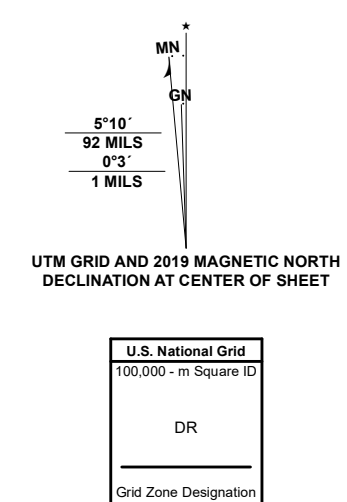 ★
MN
GN
5°10´
92 MILS
0°3´
1 MILS
UTM GRID AND 2019 MAGNETIC NORTH
DECLINATION AT CENTER OF SHEET
U.S. National Grid
100,000 - m Square ID
DR
Grid Zone Designation